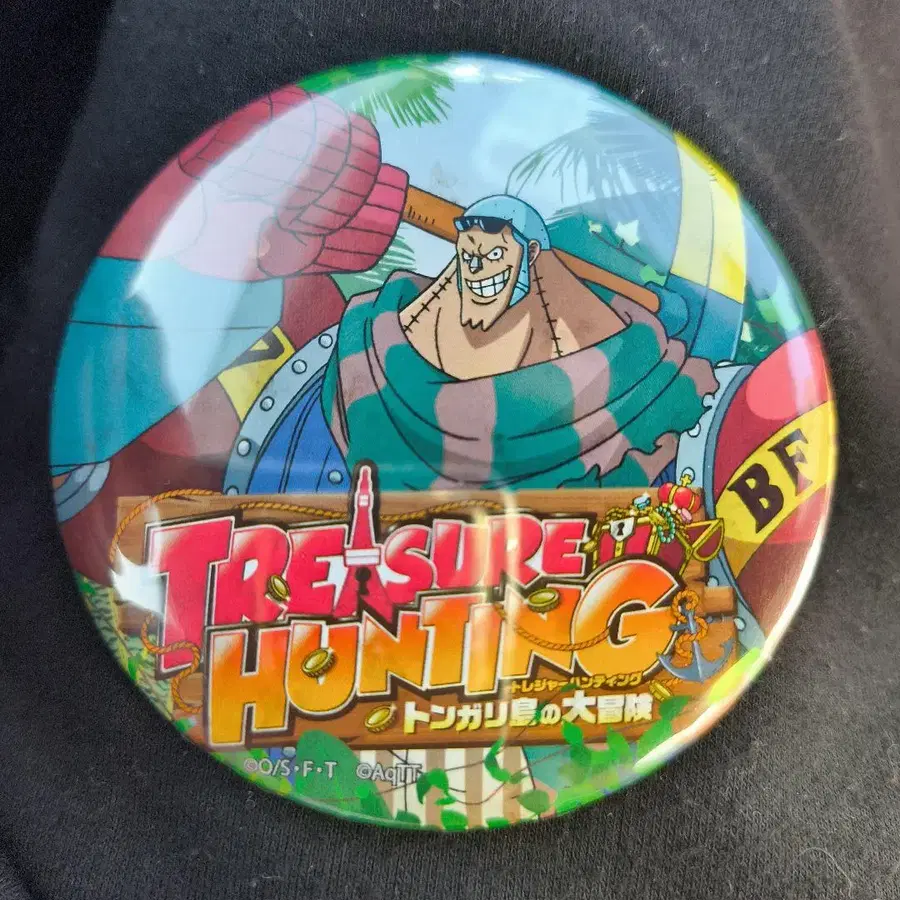 BF
TREASURE
HUNTING
トレジャーハンティング
トンガリ島の大冒険
©O/S・F・T ©AqTT